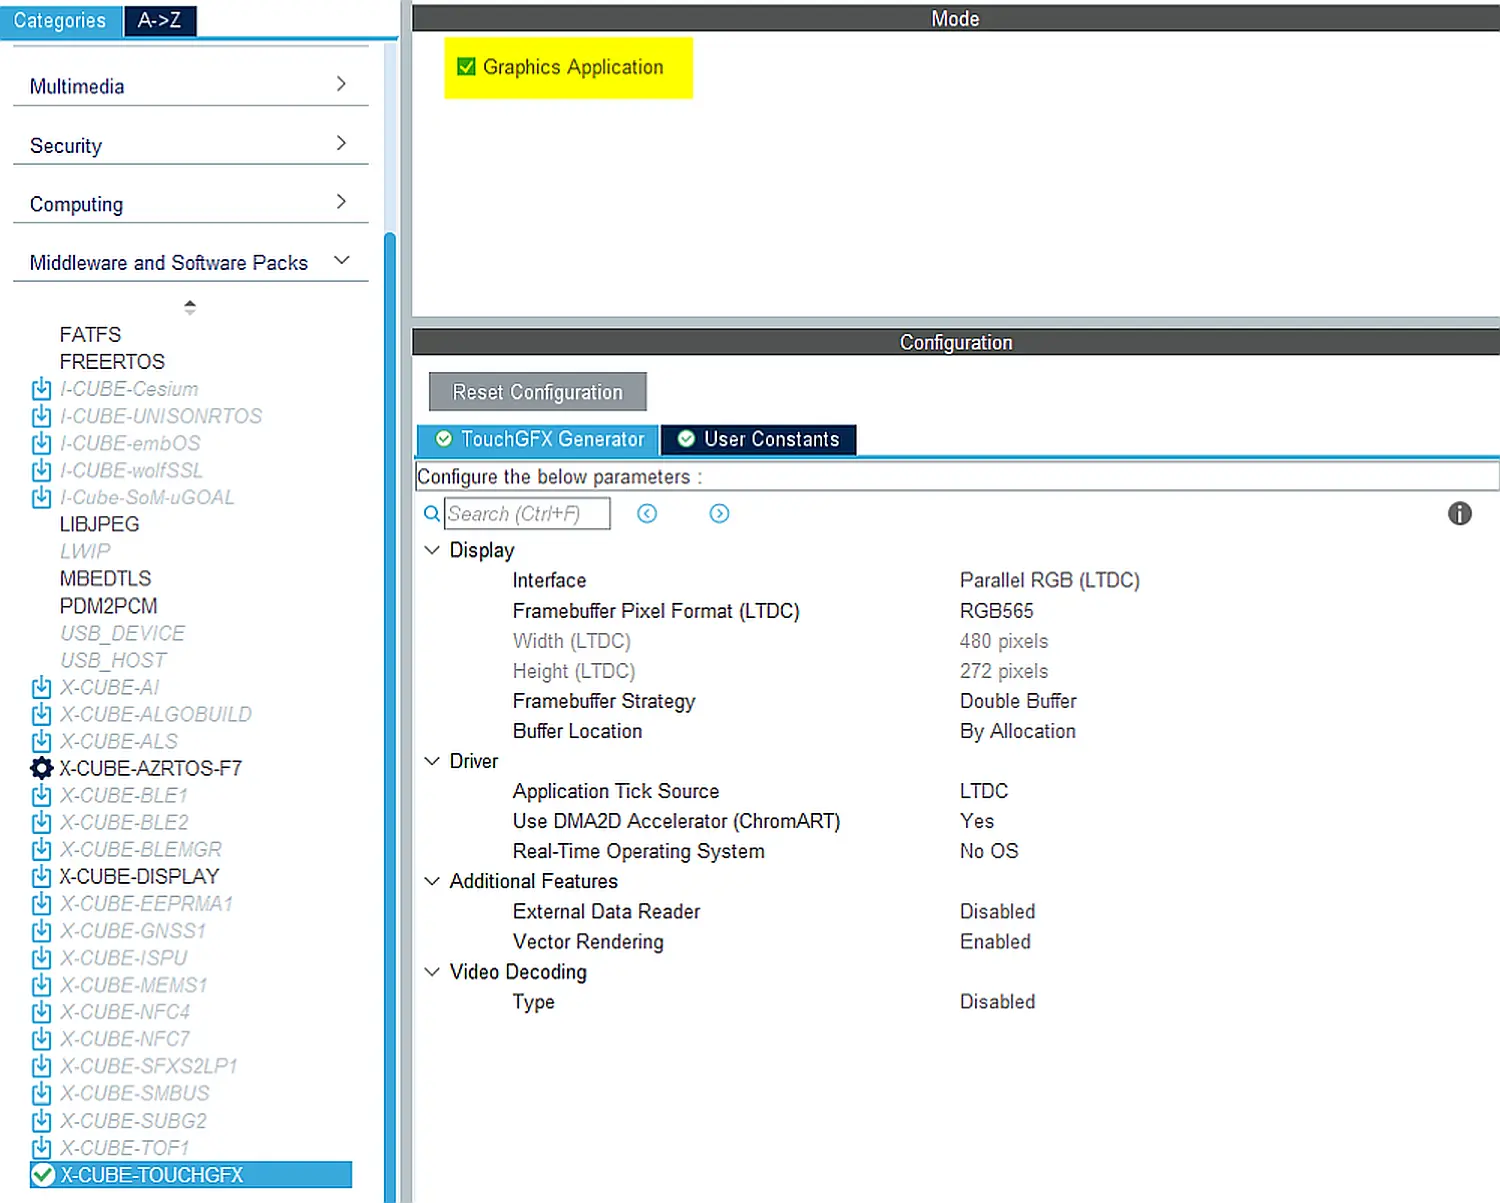 Categories
A->Z
Multimedia
Security
Computing
Middleware and Software Packs
FATFS
FREERTOS
I-CUBE-Cesium
I-CUBE-UNISONRTOS
I-CUBE-embOS
I-CUBE-wolfSSL
I-Cube-SoM-uGOAL
LIBJPEG
LWIP
MBEDTLS
PDM2PCM
USB_DEVICE
USB_HOST
X-CUBE-AI
X-CUBE-ALGOBUILD
X-CUBE-ALS
X-CUBE-AZRTOS-F7
X-CUBE-BLE1
X-CUBE-BLE2
X-CUBE-BLEMGR
X-CUBE-DISPLAY
X-CUBE-EEPRMA1
X-CUBE-GNSS1
X-CUBE-ISPU
X-CUBE-MEMS1
X-CUBE-NFC4
X-CUBE-NFC7
X-CUBE-SFXS2LP1
X-CUBE-SMBUS
X-CUBE-SUBG2
X-CUBE-TOF1
X-CUBE-TOUCHGFX
Mode
Graphics Application
Configuration
Reset Configuration
TouchGFX Generator
User Constants
Configure the below parameters :
Search (Ctrl+F)
Display
Interface Parallel RGB (LTDC)
Framebuffer Pixel Format (LTDC) RGB565
Width (LTDC) 480 pixels
Height (LTDC) 272 pixels
Framebuffer Strategy Double Buffer
Buffer Location By Allocation
Driver
Application Tick Source LTDC
Use DMA2D Accelerator (ChromART) Yes
Real-Time Operating System No OS
Additional Features
External Data Reader Disabled
Vector Rendering Enabled
Video Decoding
Type Disabled